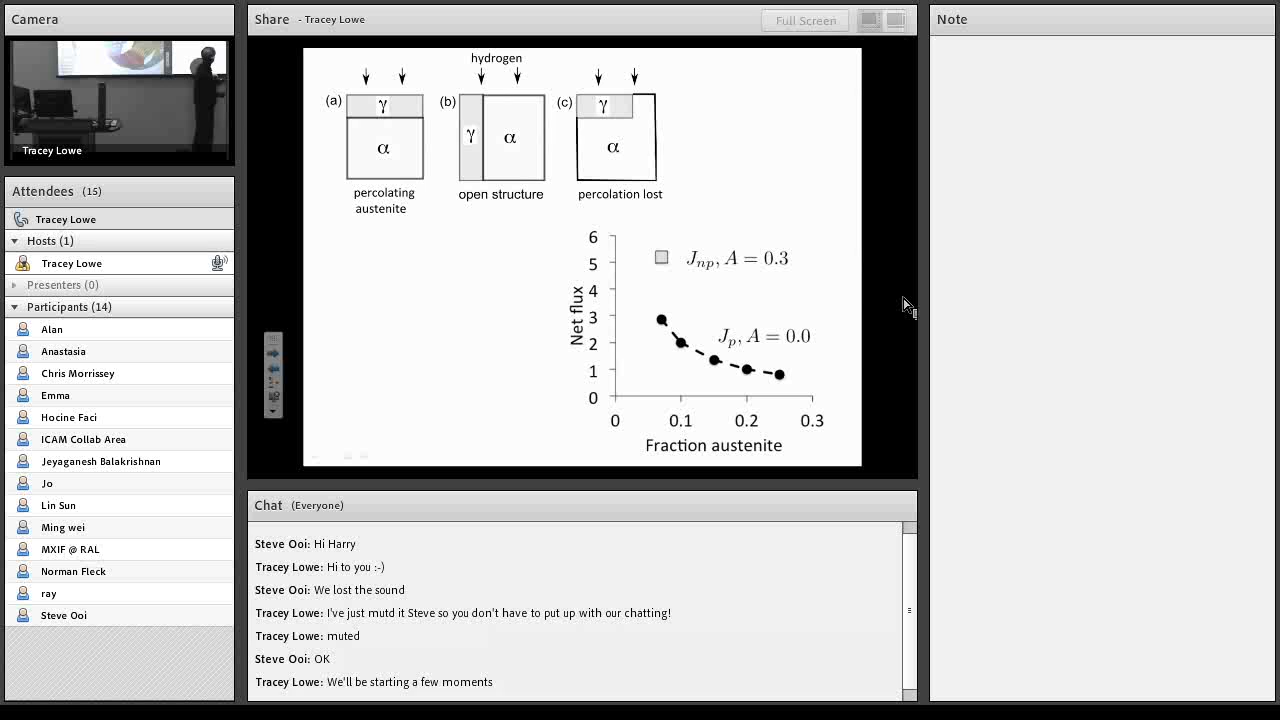 Camera
Tracey Lowe
Attendees (15)
Tracey Lowe
Hosts (1)
Tracey Lowe
Presenters (0)
Participants (14)
Alan
Anastasia
Chris Morrissey
Emma
Hocine Faci
ICAM Collab Area
Jeyaganesh Balakrishnan
Jo
Lin Sun
Ming wei
MXIF @ RAL
Norman Fleck
ray
Steve Ooi
Share - Tracey Lowe
Full Screen
hydrogen
(a) γ
α
percolating
austenite
(b) γ α
open structure
(c) γ
α
percolation lost
Net flux
6
5
4
3
2
1
0
J_{np}, A = 0.3
J_p, A = 0.0
0 0.1 0.2 0.3
Fraction austenite
Chat (Everyone)
Steve Ooi: Hi Harry
Tracey Lowe: Hi to you :-)
Steve Ooi: We lost the sound
Tracey Lowe: I've just mutd it Steve so you don't have to put up with our chatting!
Tracey Lowe: muted
Steve Ooi: OK
Tracey Lowe: We'll be starting a few moments
Note